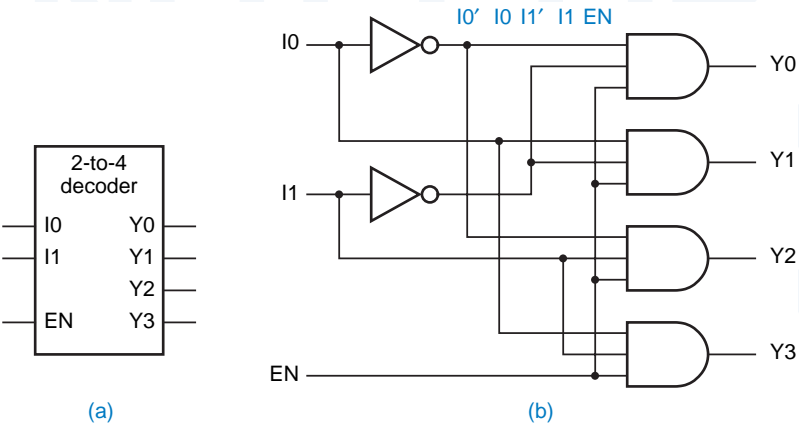 I0′ I0 I1′ I1 EN
I0
Y0
2-to-4
decoder
Y1
I1
I0 Y0
I1 Y1
Y2
Y2
EN Y3
Y3
EN
(a)
(b)